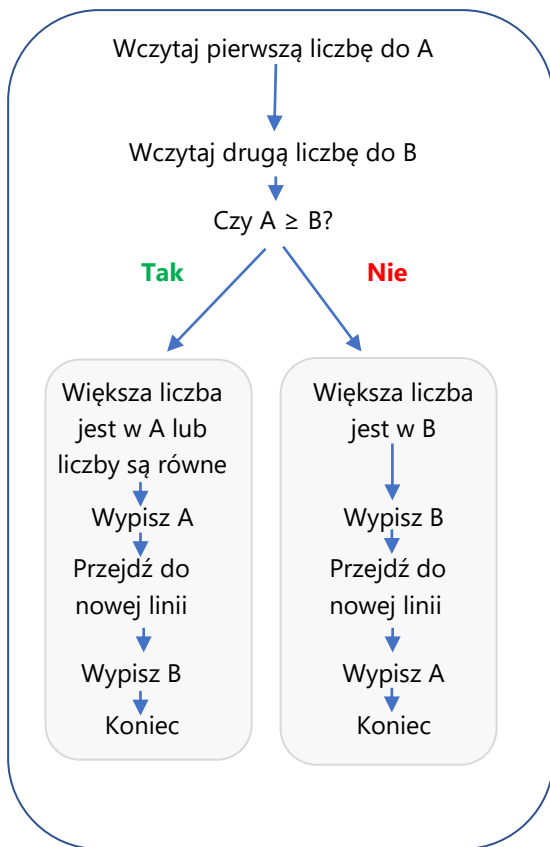 Wczytaj pierwszą liczbę do A
Wczytaj drugą liczbę do B
Czy A ≥ B?
Tak
Nie
Większa liczba
jest w A lub
liczby są równe
Wypisz A
Przejdź do
nowej linii
Wypisz B
Koniec
Większa liczba
jest w B
Wypisz B
Przejdź do
nowej linii
Wypisz A
Koniec